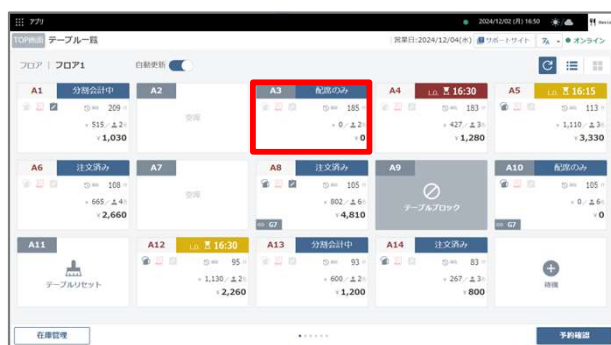 アプリ
2024/12/02 (月) 16:50
TOP画面 テーブル一覧
営業日:2024/12/04(水)
サポートサイト
オンライン
フロア | フロア1
自動更新
A1 分割会計中
209
515／2
1,030
A2
空席
A3 配席のみ
185
0／2
0
A4 L.O. 16:30
183
427／3
1,280
A5 L.O. 16:15
113
1,110／3
3,330
A6 注文済み
108
665／4
2,660
A7
空席
A8 注文済み
105
802／6
4,810
G7
A9
テーブルブロック
A10 配席のみ
105
0／6
0
G7
A11
テーブルリセット
A12 L.O. 16:30
95
1,130／2
2,260
A13 分割会計中
93
600／2
1,200
A14 注文済み
83
267／3
800
在庫管理
予約確認